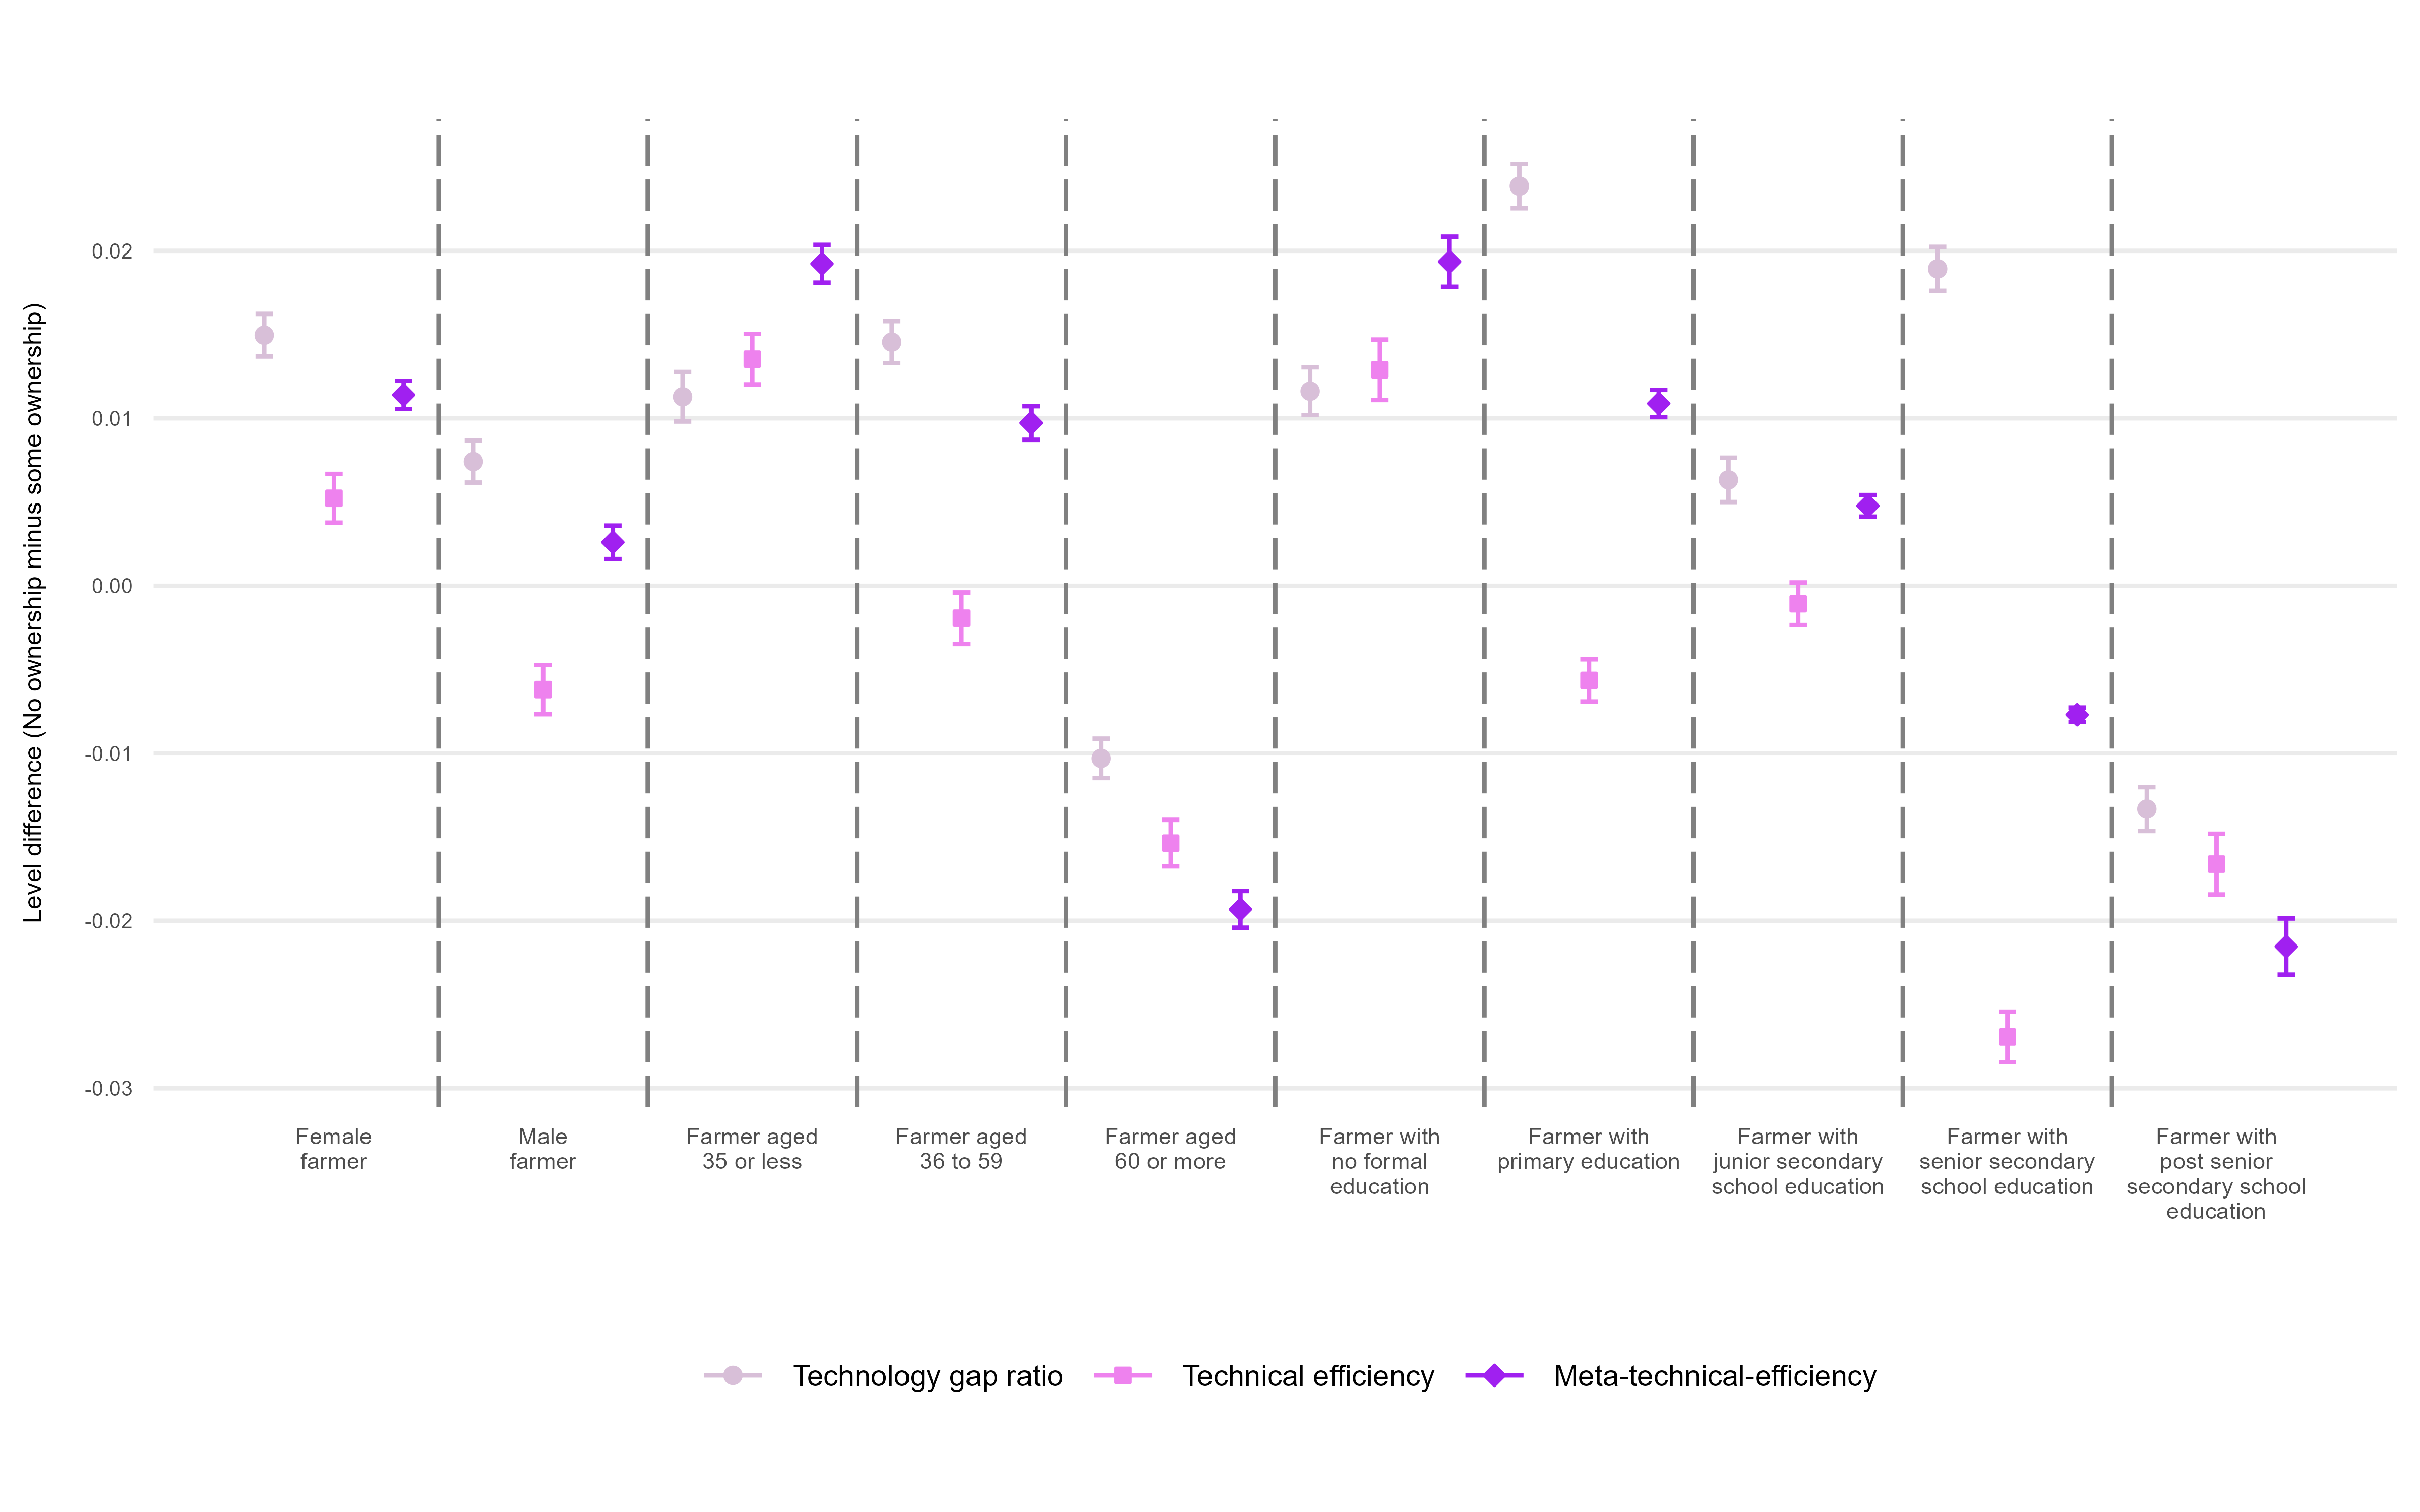 Level difference (No ownership minus some ownership)
0.02
0.01
0.00
-0.01
-0.02
-0.03
Female
farmer
Male
farmer
Farmer aged
35 or less
Farmer aged
36 to 59
Farmer aged
60 or more
Farmer with
no formal
education
Farmer with
primary education
Farmer with
junior secondary
school education
Farmer with
senior secondary
school education
Farmer with
post senior
secondary school
education
Technology gap ratio
Technical efficiency
Meta-technical-efficiency